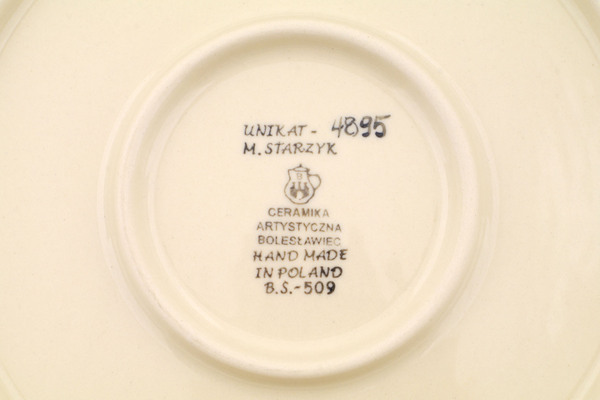 UNIKAT - 4895
M. STARZYK
B
CERAMIKA
ARTYSTYCZNA
BOLESŁAWIEC
HAND MADE
IN POLAND
B.S.-509